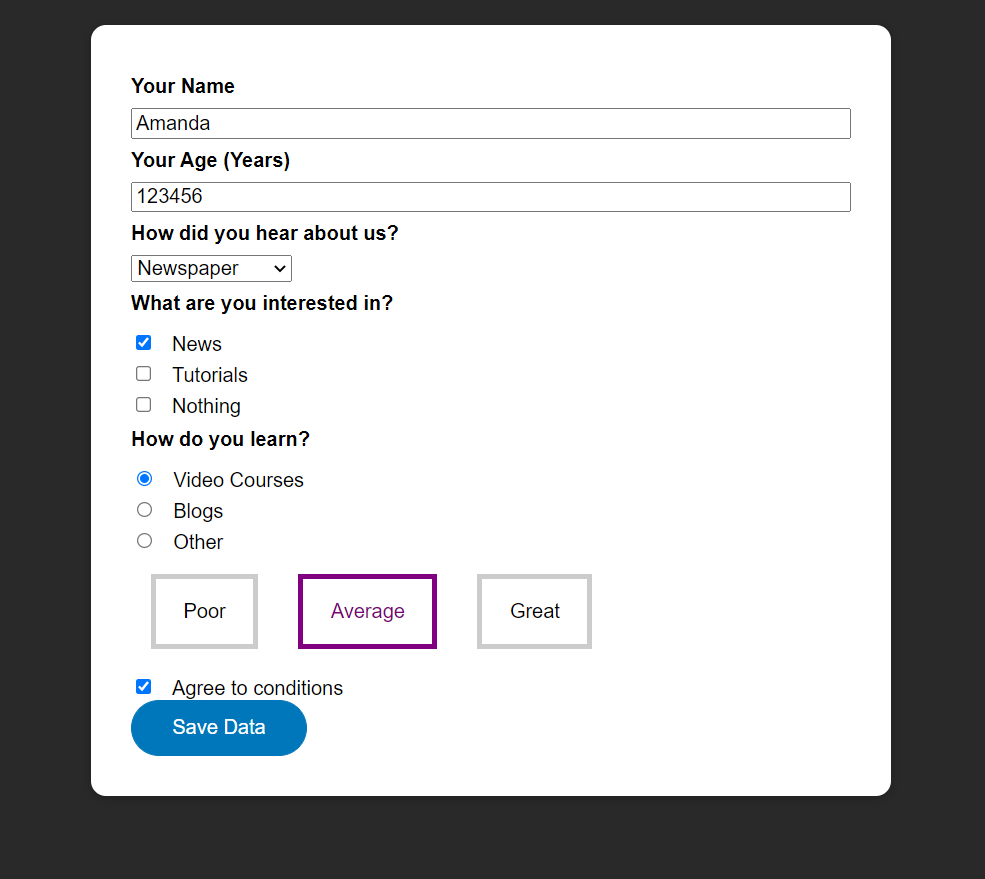 Your Name
Amanda
Your Age (Years)
123456
How did you hear about us?
Newspaper
What are you interested in?
News
Tutorials
Nothing
How do you learn?
Video Courses
Blogs
Other
Poor Average Great
Agree to conditions
Save Data